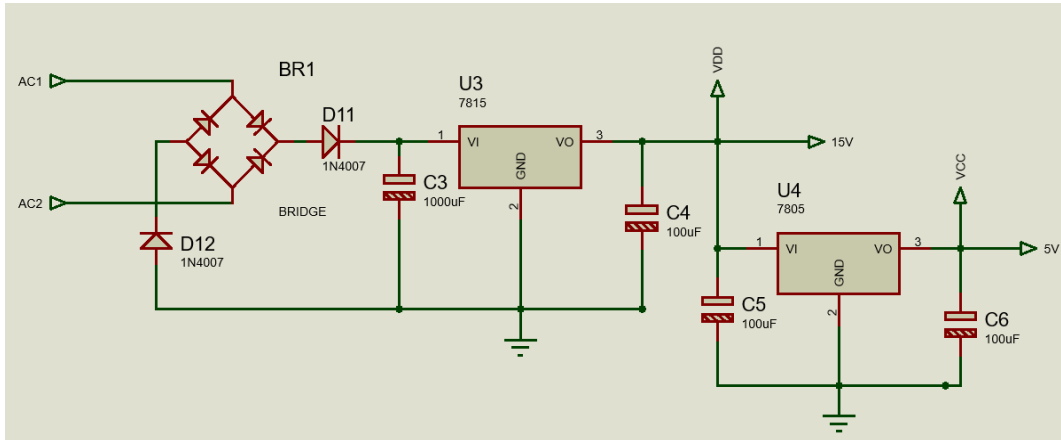 AC1
AC2
BR1
BRIDGE
D11
1N4007
D12
1N4007
C3
1000uF
U3
7815
1
VI
VO
3
GND
2
C4
100uF
VDD
15V
U4
7805
1
VI
VO
3
GND
2
C5
100uF
VCC
5V
C6
100uF